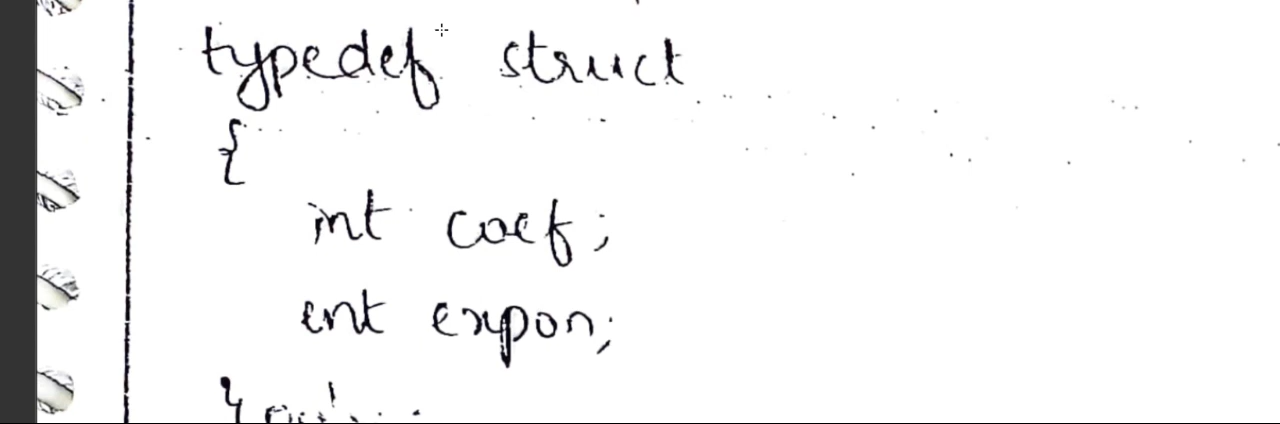 typedef struct
{
int coef;
int expon;
}